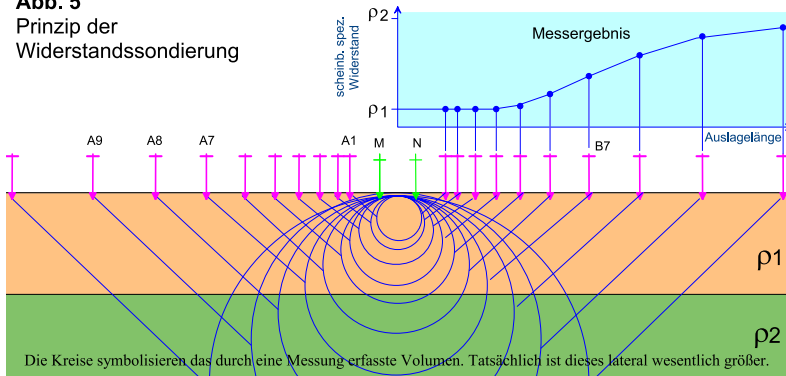 Abb. 5
Prinzip der
Widerstandssondierung
scheinb. spez.
Widerstand
ρ2
ρ1
Messergebnis
Auslagelänge
A9
A8
A7
A1
M
N
B7
ρ1
ρ2
Die Kreise symbolisieren das durch eine Messung erfasste Volumen. Tatsächlich ist dieses lateral wesentlich größer.